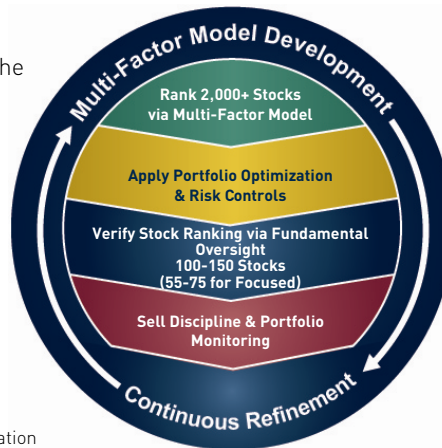 he
Multi-Factor Model Development
Rank 2,000+ Stocks
via Multi-Factor Model
Apply Portfolio Optimization
& Risk Controls
Verify Stock Ranking via Fundamental
Oversight
100-150 Stocks
(55-75 for Focused)
Sell Discipline & Portfolio
Monitoring
Continuous Refinement
ation